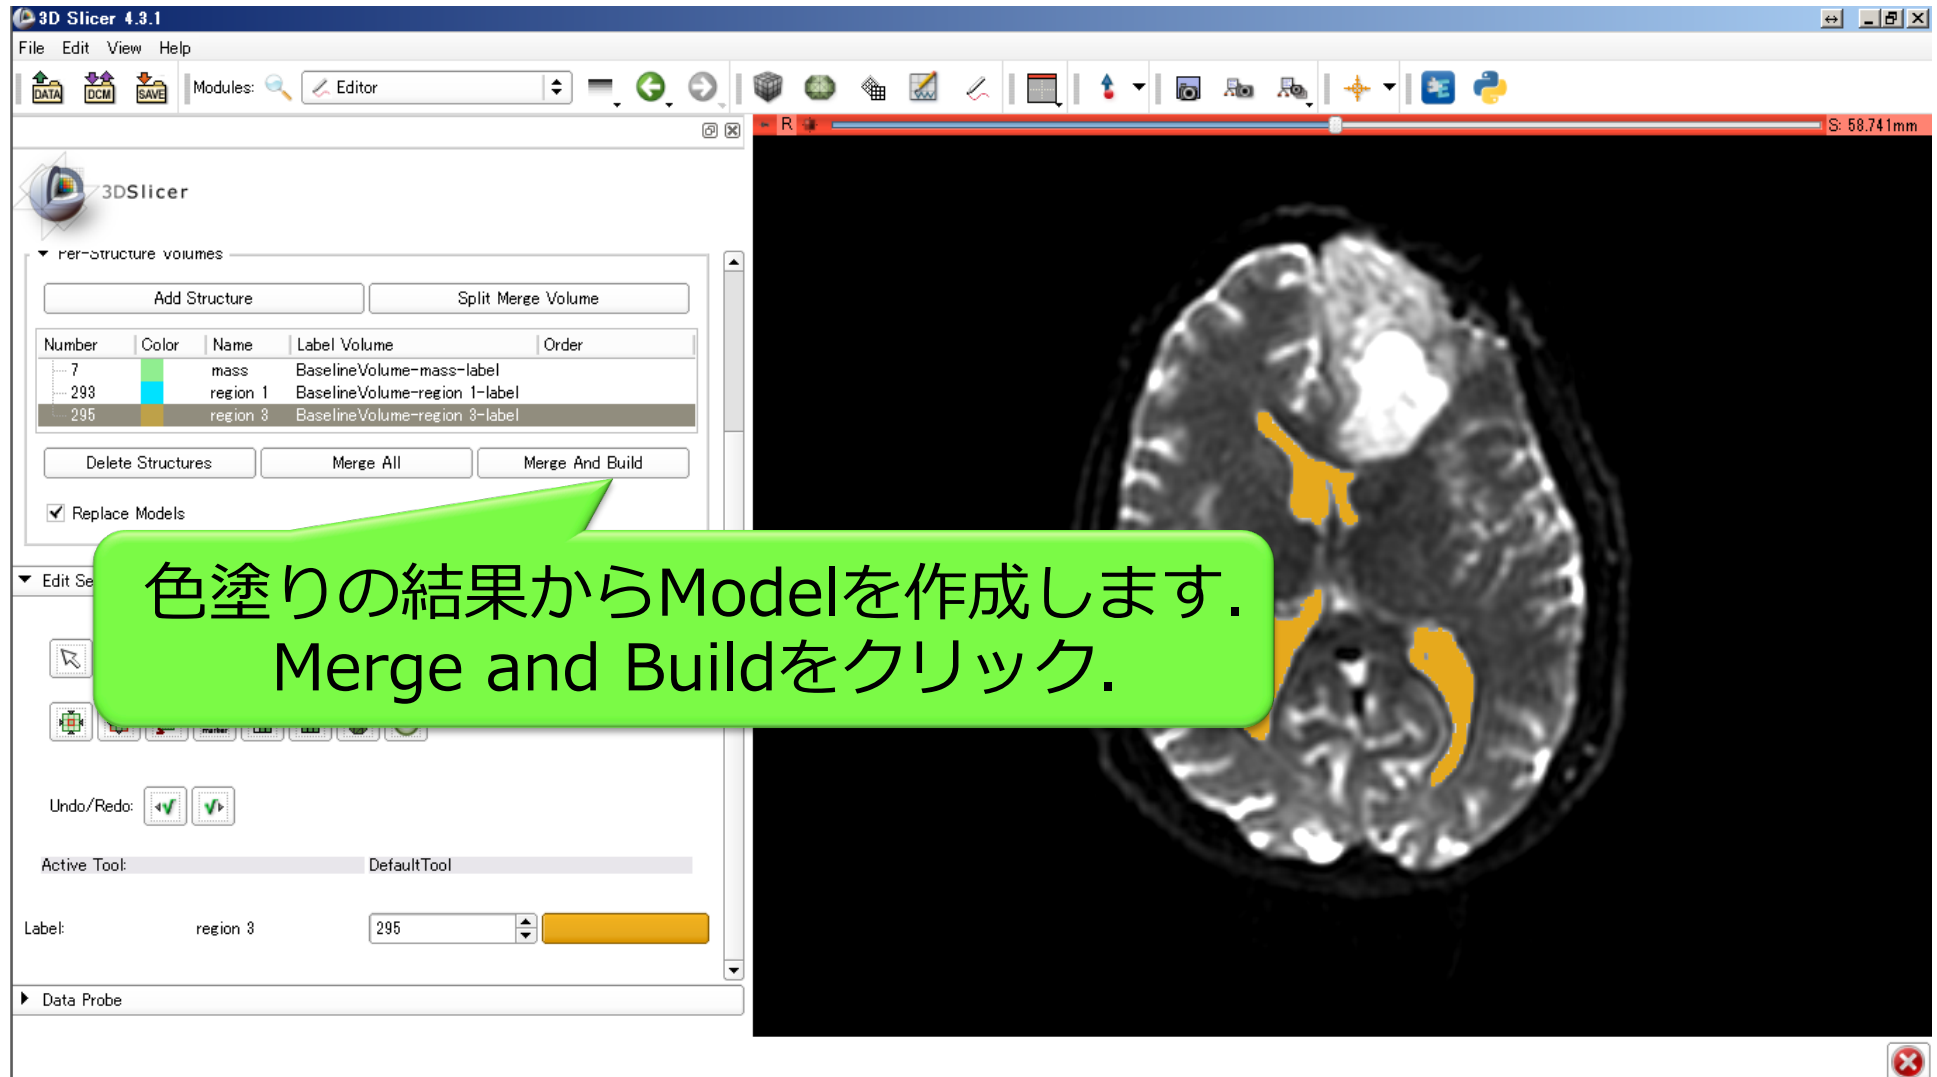 3D Slicer 4.3.1
File Edit View Help
DATA DCM SAVE Modules: Editor
R S: 58.741mm
3DSlicer
Per-Structure Volumes
Add Structure Split Merge Volume
Number Color Name Label Volume Order
7 mass BaselineVolume-mass-label
293 region 1 BaselineVolume-region 1-label
295 region 3 BaselineVolume-region 3-label
Delete Structures Merge All Merge And Build
Replace Models
Edit Se
色塗りの結果からModelを作成します.
Merge and Buildをクリック.
Undo/Redo:
Active Tool: DefaultTool
Label: region 3 295
Data Probe